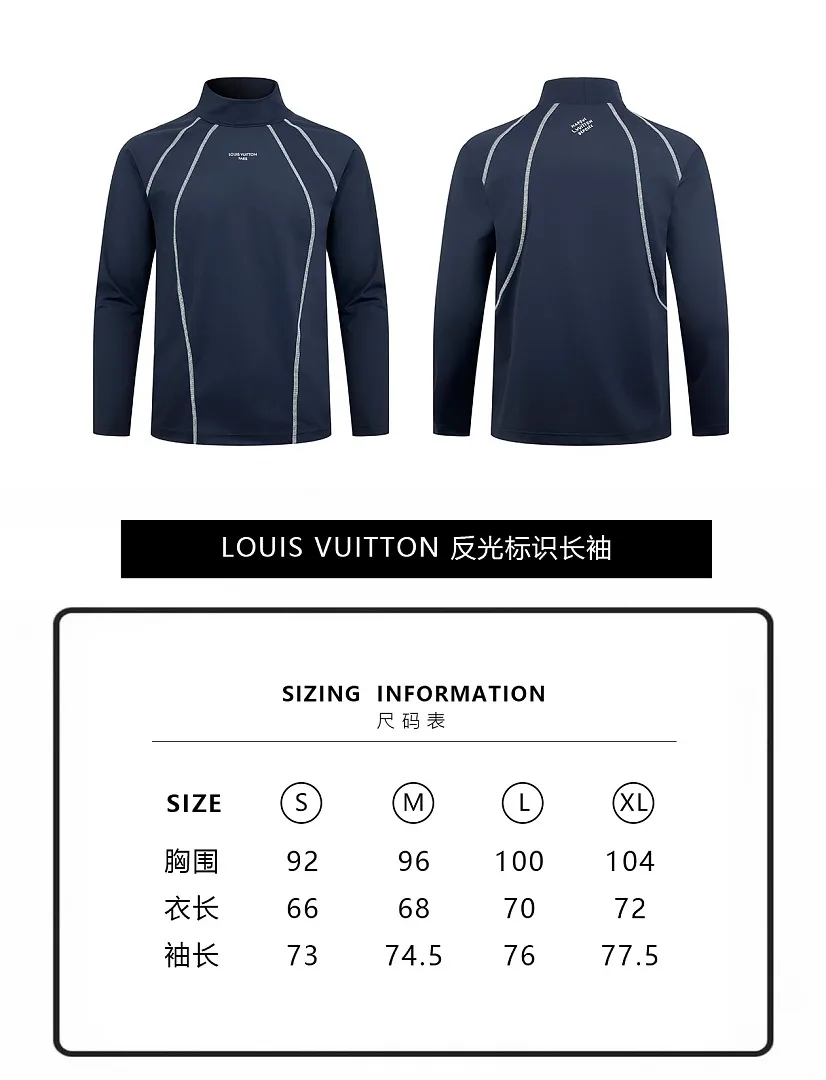 LOUIS VUITTON
PARIS
LOUIS VUITTON 反光标识长袖
SIZING INFORMATION
尺码表
SIZE S M L XL
胸围 92 96 100 104
衣长 66 68 70 72
袖长 73 74.5 76 77.5